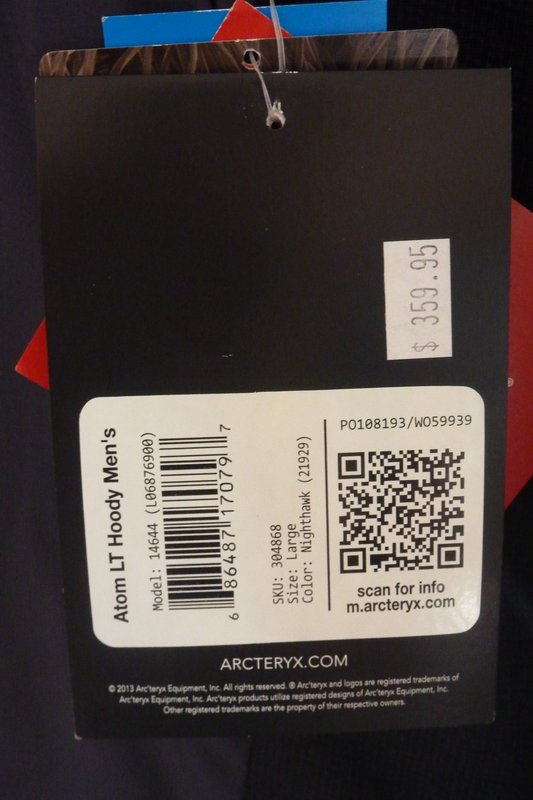 $ 359.95
Atom LT Hoody Men's
Model: 14644 (L06876900)
6 86487 17079 7
SKU: 304868
Size: Large
Color: Nighthawk (21929)
PO108193/WO59939
scan for info
m.arcteryx.com
ARCTERYX.COM
© 2013 Arc'teryx Equipment, Inc. All rights reserved. ® Arc'teryx and logos are registered trademarks of
Arc'teryx Equipment, Inc. Arc'teryx products utilize registered designs of Arc'teryx Equipment, Inc.
Other registered trademarks are the property of their respective owners.